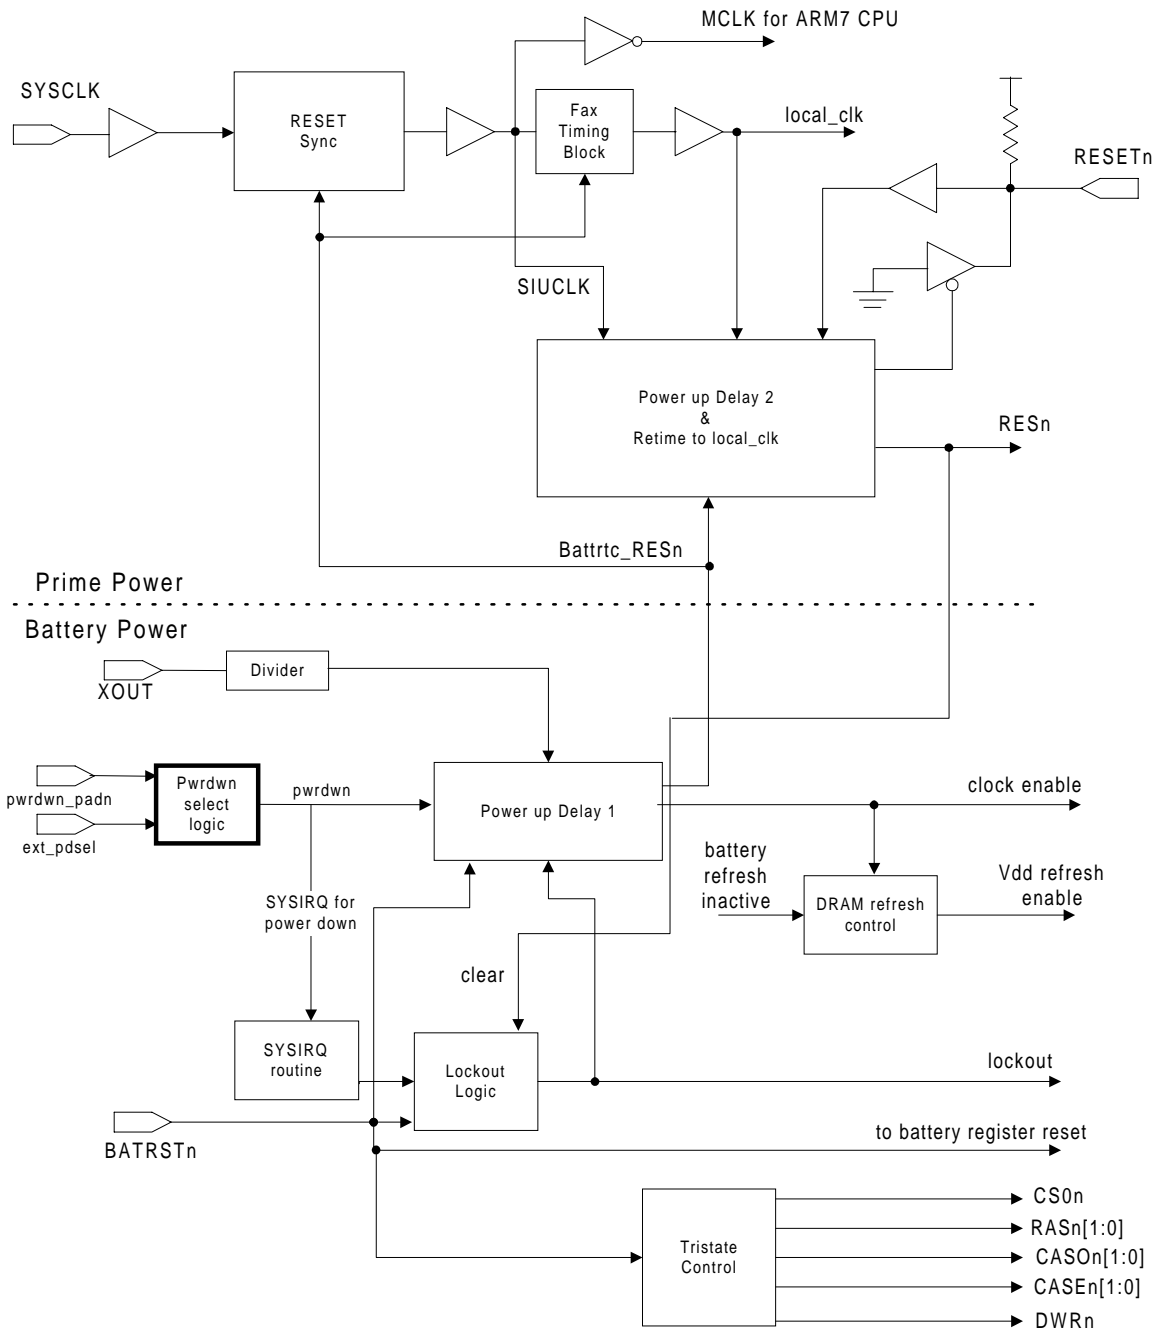 MCLK for ARM7 CPU
SYSCLK
RESET
Sync
Fax
Timing
Block
local_clk
RESETn
SIUCLK
Power up Delay 2
&
Retime to local_clk
RESn
Battrtc_RESn
Prime Power
Battery Power
XOUT
Divider
pwrdwn_padn
ext_pdsel
Pwrdwn
select
logic
pwrdwn
Power up Delay 1
clock enable
battery
refresh
inactive
DRAM refresh
control
Vdd refresh
enable
SYSIRQ for
power down
clear
SYSIRQ
routine
Lockout
Logic
lockout
BATRSTn
to battery register reset
Tristate
Control
CS0n
RASn[1:0]
CASOn[1:0]
CASEn[1:0]
DWRn